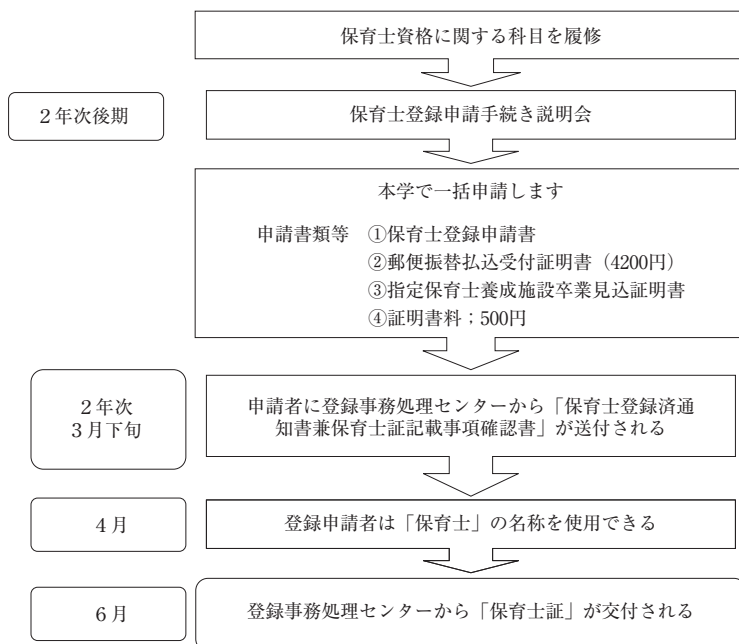 保育士資格に関する科目を履修
２年次後期
保育士登録申請手続き説明会
本学で一括申請します
申請書類等　①保育士登録申請書
②郵便振替払込受付証明書（4200円）
③指定保育士養成施設卒業見込証明書
④証明書料；500円
２年次
３月下旬
申請者に登録事務処理センターから「保育士登録済通
知書兼保育士証記載事項確認書」が送付される
４月
登録申請者は「保育士」の名称を使用できる
６月
登録事務処理センターから「保育士証」が交付される